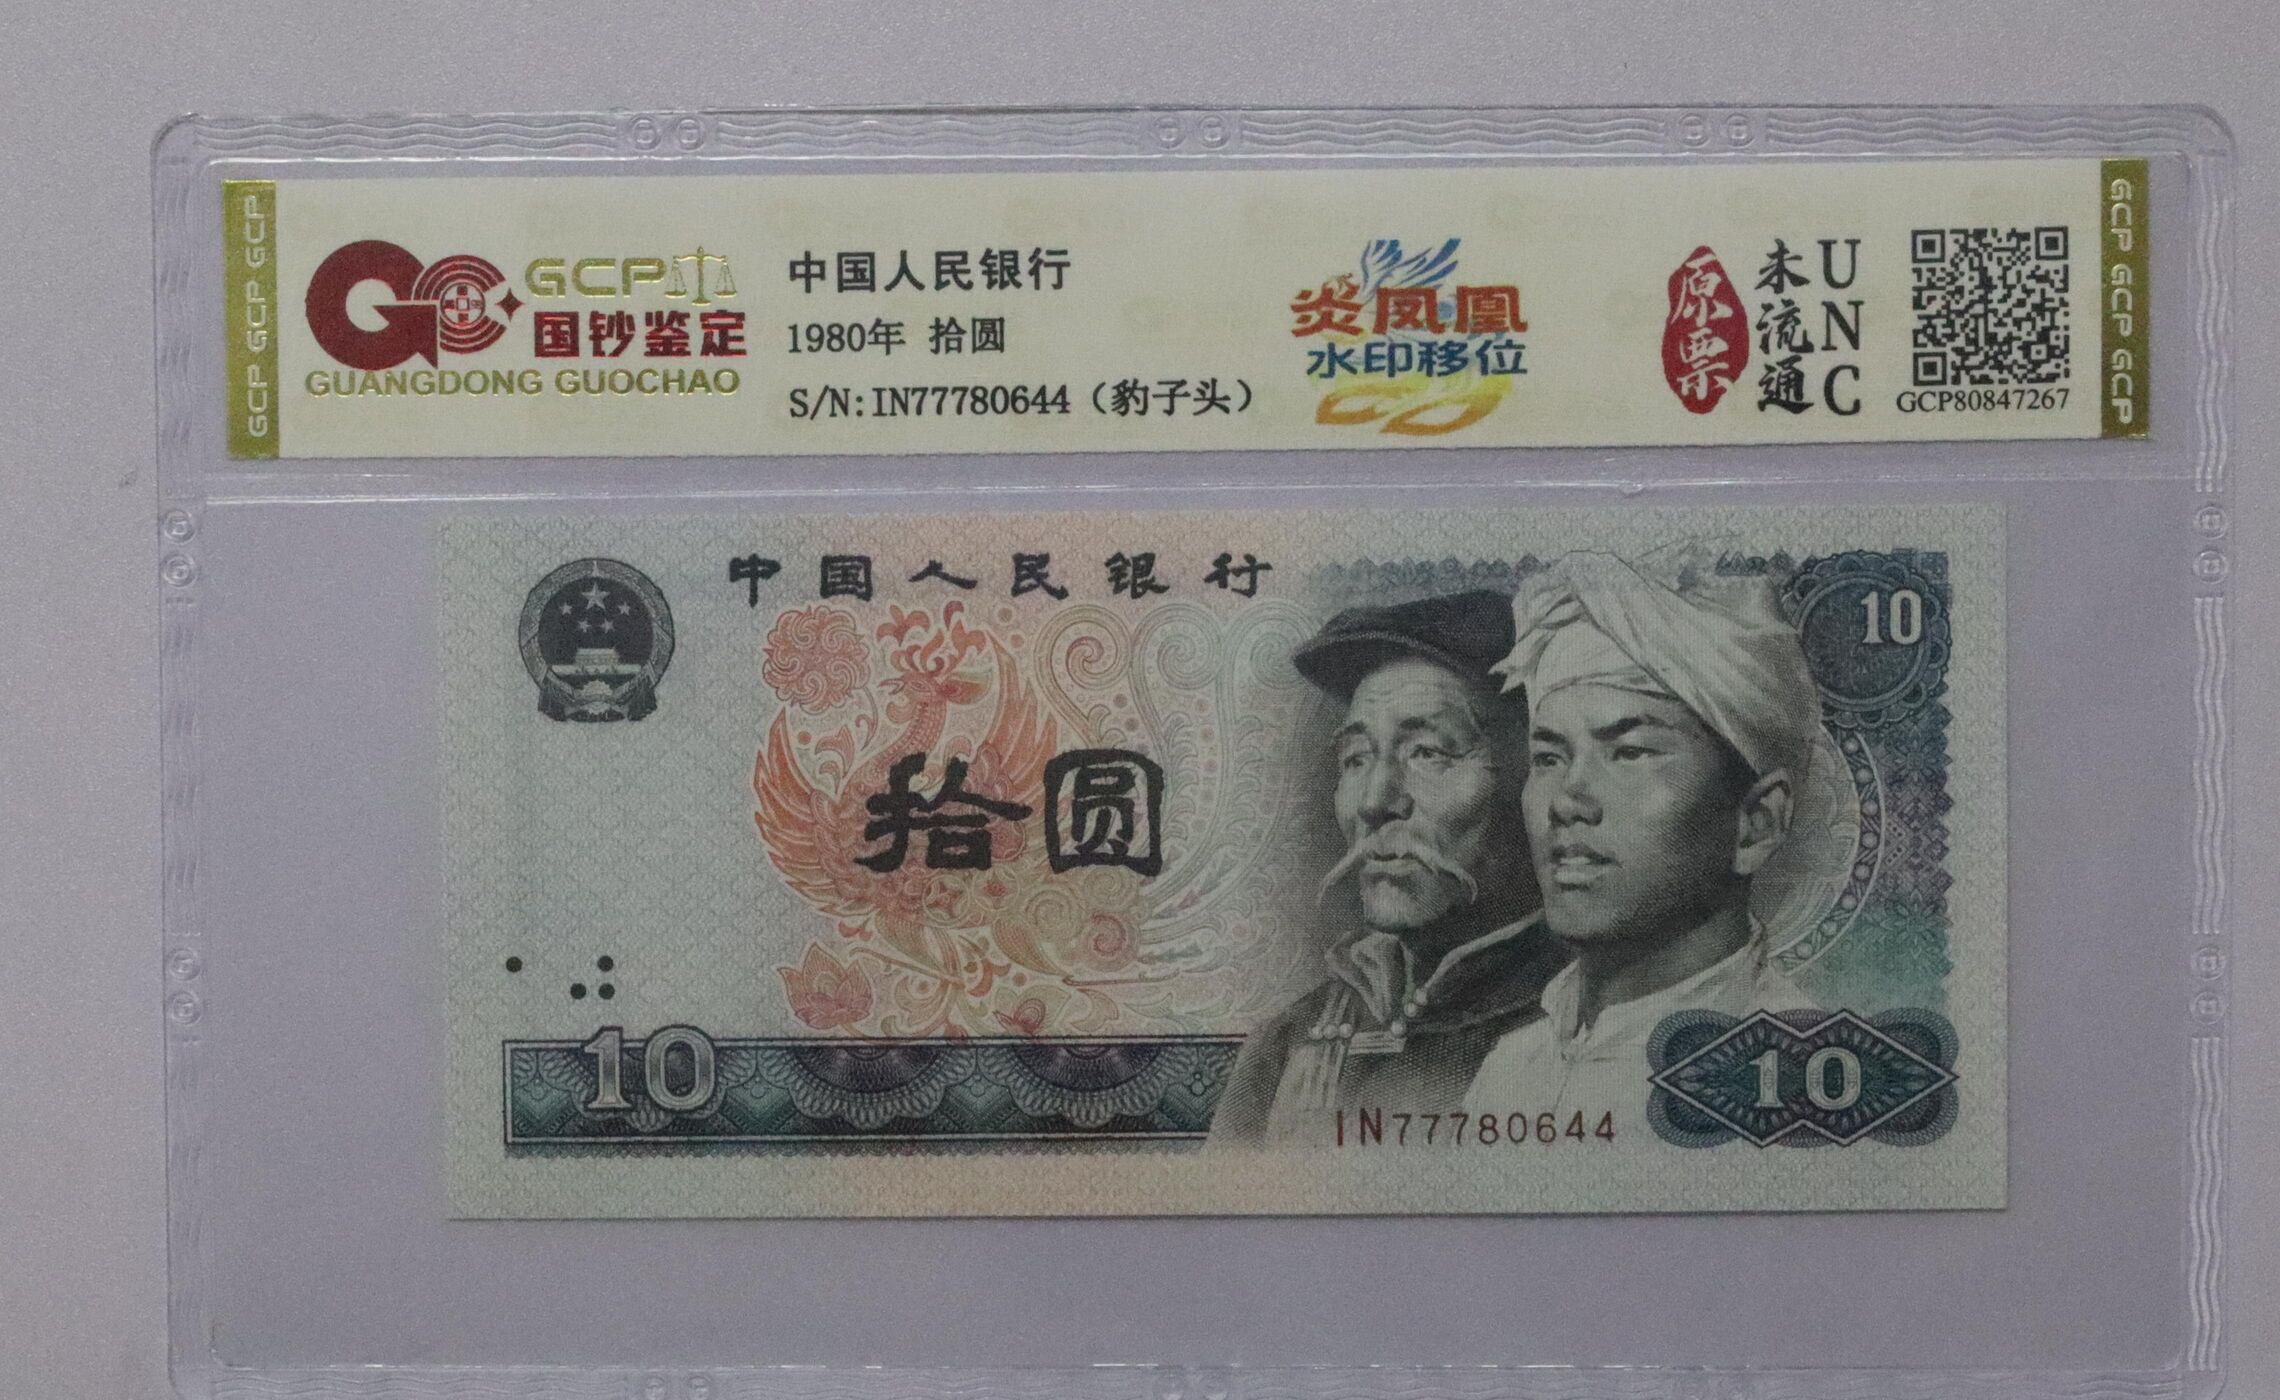 GCP GCP GCP
GCP
国钞鉴定
GUANGDONG GUOCHAO
中国人民银行
1980年 拾圆
S/N:IN77780644（豹子头）
炎凤凰
水印移位
原票
未流通
UNC
GCP80847267
GCP GCP GCP
中国人民银行
10
拾圆
10
10
IN77780644